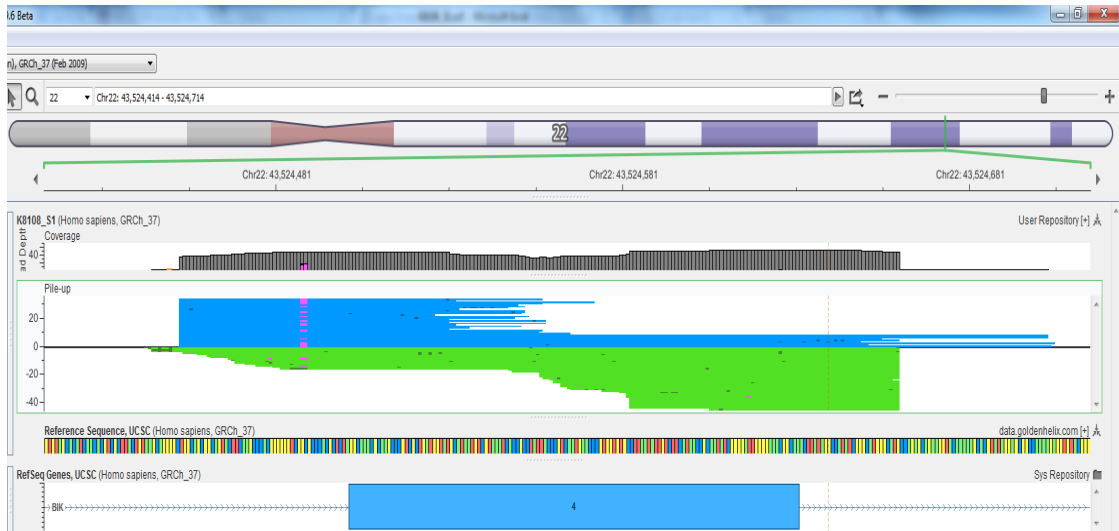 3.6 Beta
n), GRCh_37 (Feb 2009)
22 Chr22: 43,524,414 - 43,524,714
22
Chr22: 43,524,481 Chr22: 43,524,581 Chr22: 43,524,681
K8108_S1 (Homo sapiens, GRCh_37) User Repository [+]
Coverage
ad Depth
40
Pile-up
20
0
-20
-40
Reference Sequence, UCSC (Homo sapiens, GRCh_37) data.goldenhelix.com [+]
RefSeq Genes, UCSC (Homo sapiens, GRCh_37) Sys Repository
BIK
4